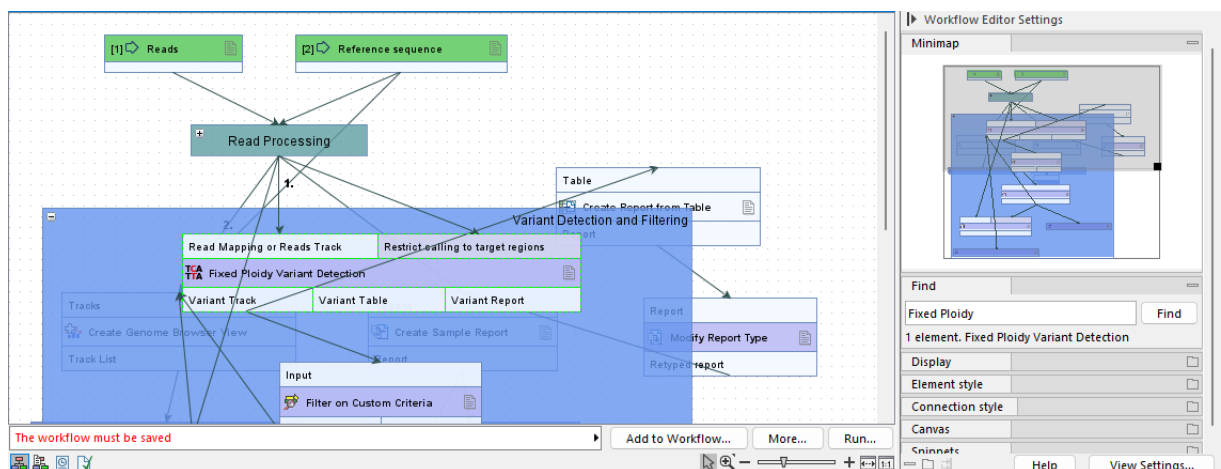 Workflow Editor Settings
[1] Reads
[2] Reference sequence
Minimap
Read Processing
1.
2.
Table
Create Report from Table
Report
Variant Detection and Filtering
Read Mapping or Reads Track
Restrict calling to target regions
TCA
TTA
Fixed Ploidy Variant Detection
Variant Track
Variant Table
Variant Report
Tracks
Create Genome Browser View
Track List
Create Sample Report
Report
Report
Modify Report Type
Retyped report
Input
Filter on Custom Criteria
Find
Fixed Ploidy
Find
1 element. Fixed Ploidy Variant Detection
Display
Element style
Connection style
Canvas
Snippets
The workflow must be saved
Add to Workflow...
More...
Run...
1:1
Help
View Settings...